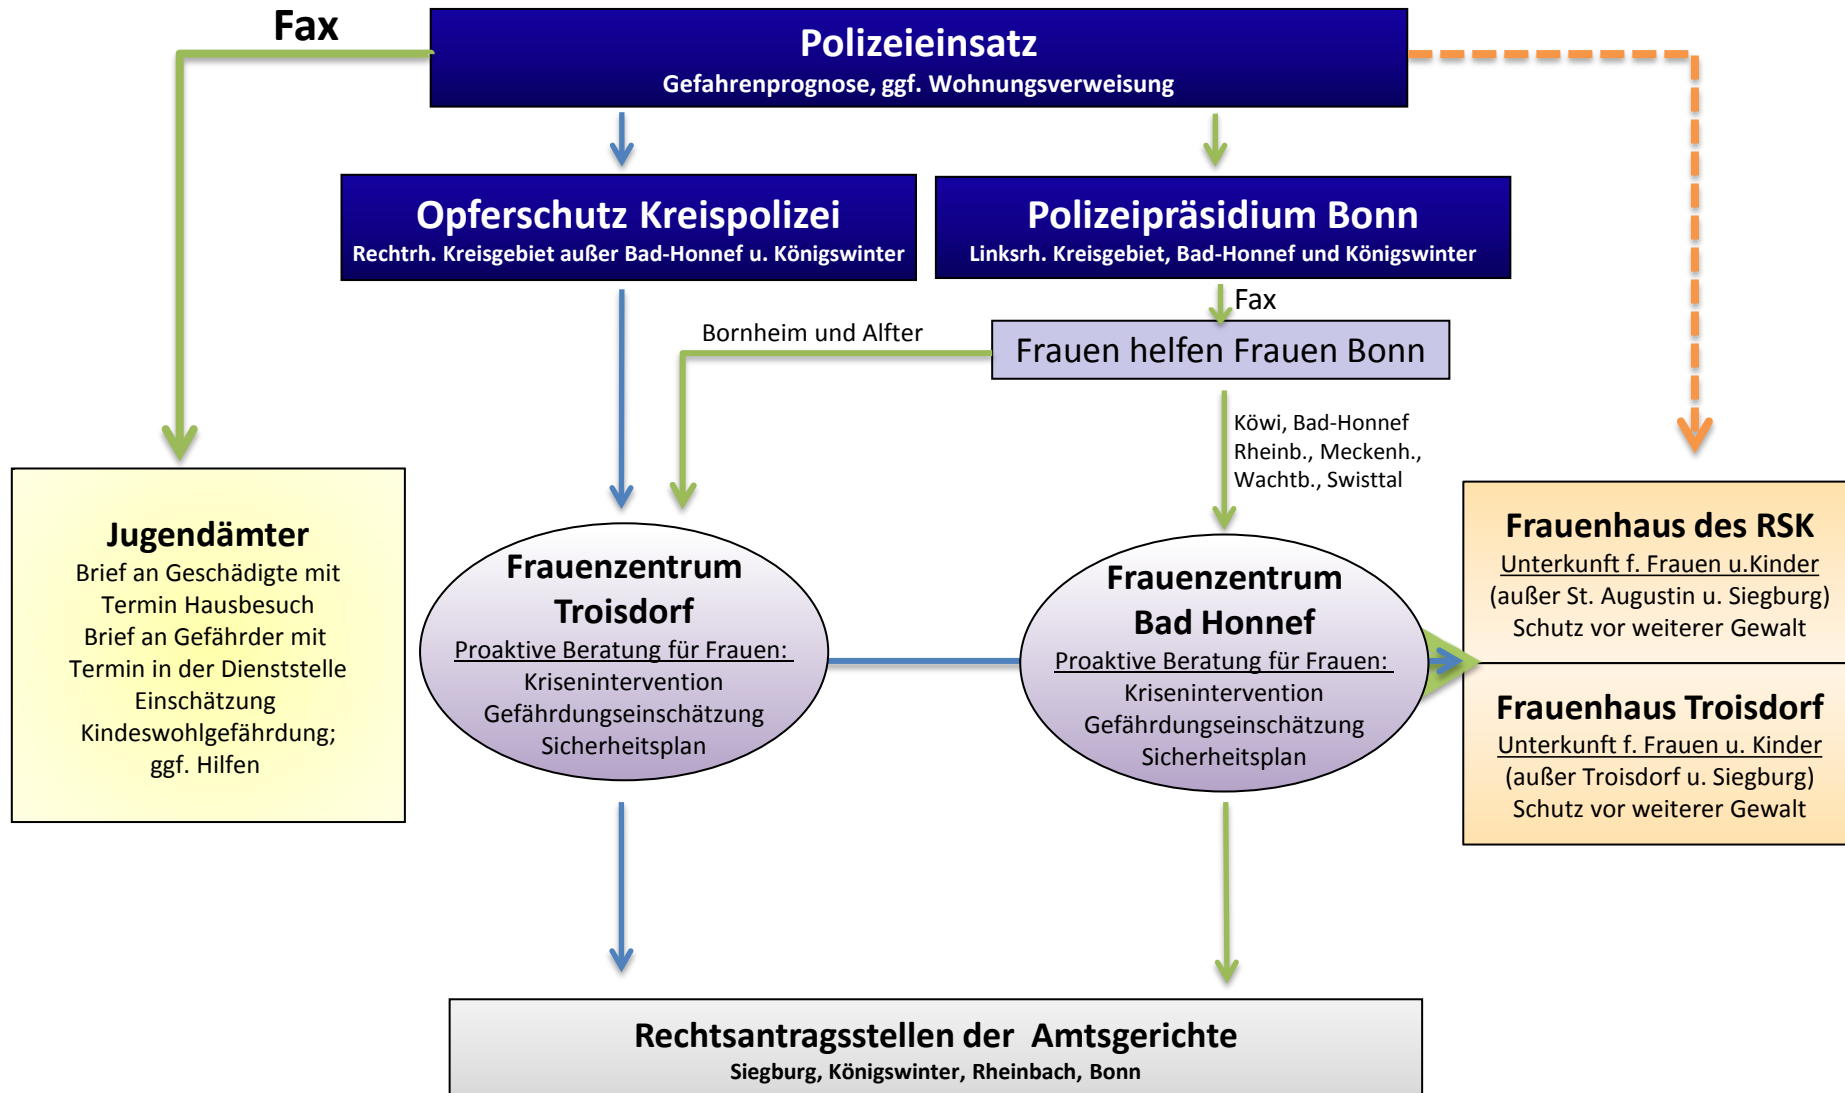 Fax
Polizeieinsatz
Gefahrenprognose, ggf. Wohnungsverweisung
Opferschutz Kreispolizei
Rechtrh. Kreisgebiet außer Bad-Honnef u. Königswinter
Polizeipräsidium Bonn
Linksrh. Kreisgebiet, Bad-Honnef und Königswinter
Fax
Bornheim und Alfter
Frauen helfen Frauen Bonn
Köwi, Bad-Honnef
Rheinb., Meckenh.,
Wachtb., Swisttal
Jugendämter
Brief an Geschädigte mit
Termin Hausbesuch
Brief an Gefährder mit
Termin in der Dienststelle
Einschätzung
Kindeswohlgefährdung;
ggf. Hilfen
Frauenzentrum
Troisdorf
Proaktive Beratung für Frauen:
Krisenintervention
Gefährdungseinschätzung
Sicherheitsplan
Frauenzentrum
Bad Honnef
Proaktive Beratung für Frauen:
Krisenintervention
Gefährdungseinschätzung
Sicherheitsplan
Frauenhaus des RSK
Unterkunft f. Frauen u.Kinder
(außer St. Augustin u. Siegburg)
Schutz vor weiterer Gewalt
Frauenhaus Troisdorf
Unterkunft f. Frauen u. Kinder
(außer Troisdorf u. Siegburg)
Schutz vor weiterer Gewalt
Rechtsantragsstellen der Amtsgerichte
Siegburg, Königswinter, Rheinbach, Bonn